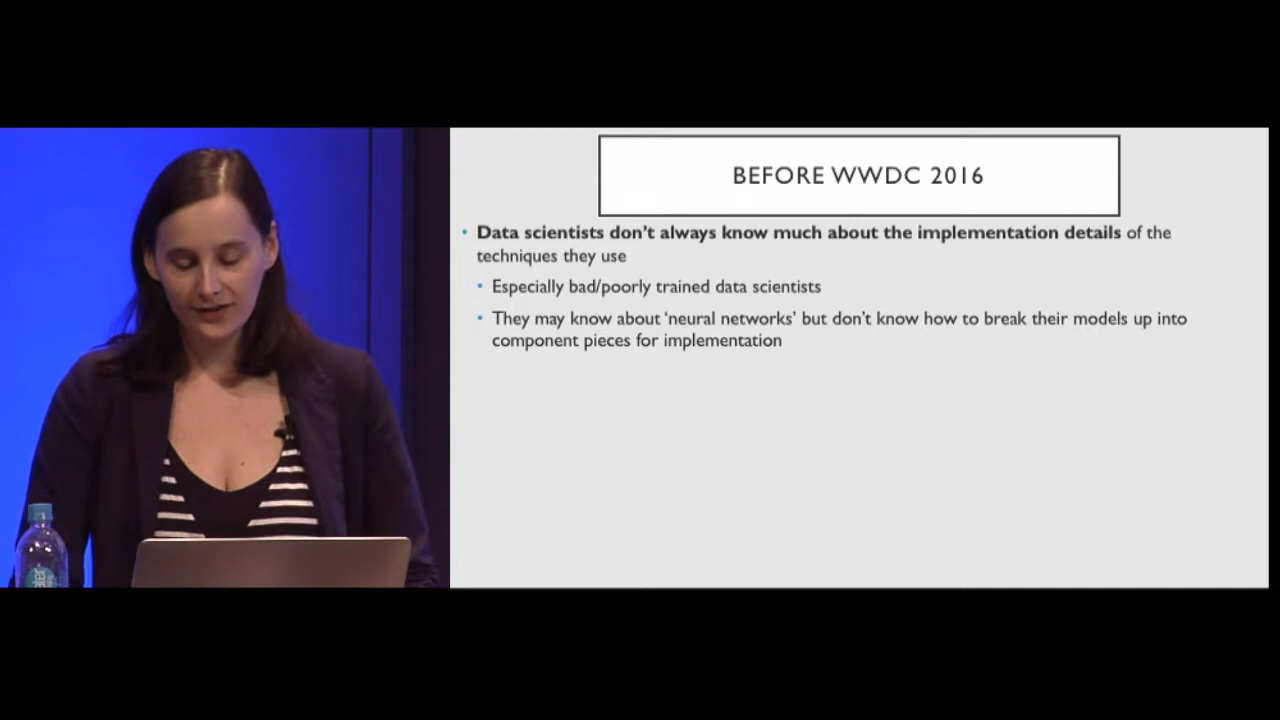 BEFORE WWDC 2016
• Data scientists don't always know much about the implementation details of the
techniques they use
• Especially bad/poorly trained data scientists
• They may know about 'neural networks' but don't know how to break their models up into
component pieces for implementation